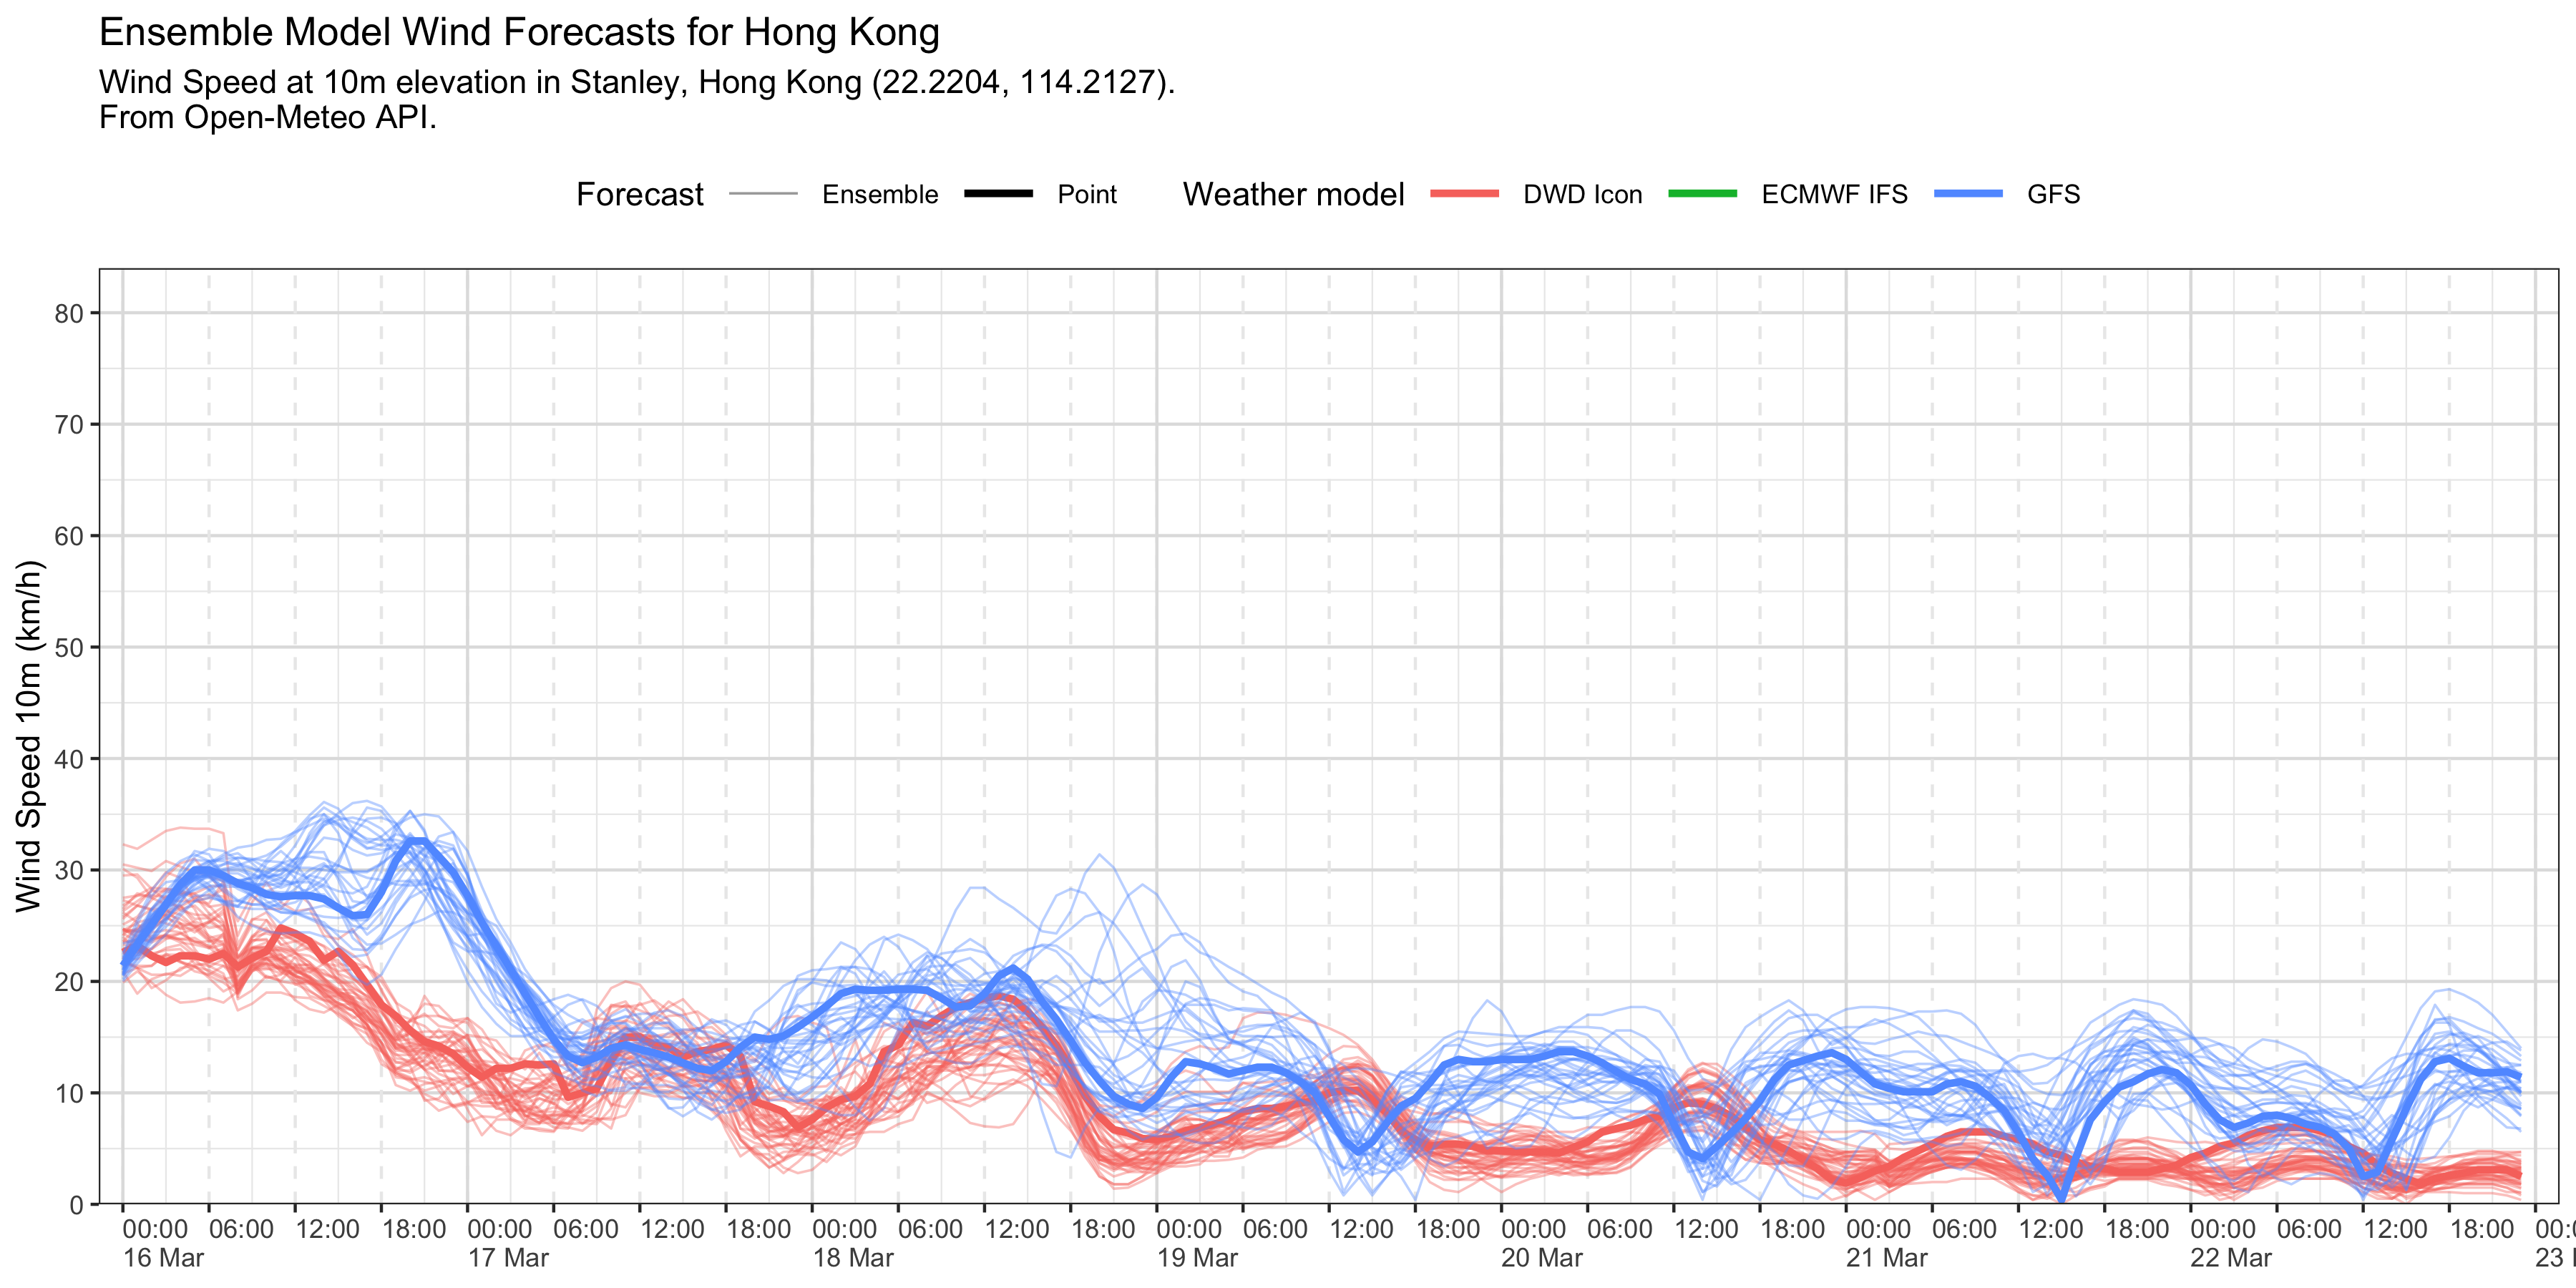 Ensemble Model Wind Forecasts for Hong Kong
Wind Speed at 10m elevation in Stanley, Hong Kong (22.2204, 114.2127).
From Open-Meteo API.
Forecast Ensemble Point Weather model DWD Icon ECMWF IFS GFS
Wind Speed 10m (km/h)
80
70
60
50
40
30
20
10
0
00:00 06:00 12:00 18:00 00:00 06:00 12:00 18:00 00:00 06:00 12:00 18:00 00:00 06:00 12:00 18:00 00:00 06:00 12:00 18:00 00:00 06:00 12:00 18:00 00:00 06:00 12:00 18:00
16 Mar 17 Mar 18 Mar 19 Mar 20 Mar 21 Mar 22 Mar 23